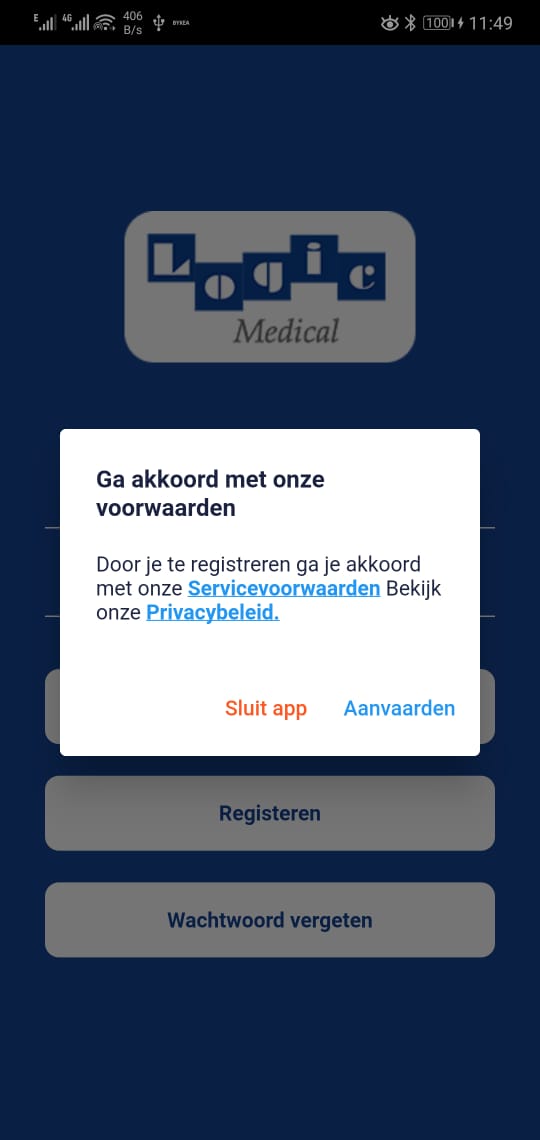 E 4G 406 B/s BYKEA 100 11:49
Logic
Medical
Ga akkoord met onze
voorwaarden
Door je te registreren ga je akkoord
met onze Servicevoorwaarden Bekijk
onze Privacybeleid.
Sluit app Aanvaarden
Registeren
Wachtwoord vergeten